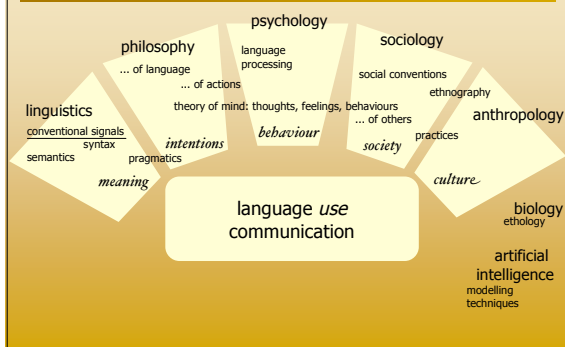 psychology
philosophy
sociology
language
processing
... of language
... of actions
social conventions
ethnography
theory of mind: thoughts, feelings, behaviours
linguistics
anthropology
... of others
conventional signals
syntax
behaviour
practices
intentions
society
semantics
pragmatics
meaning
culture
language use
communication
biology
ethology
artificial
intelligence
modelling
techniques